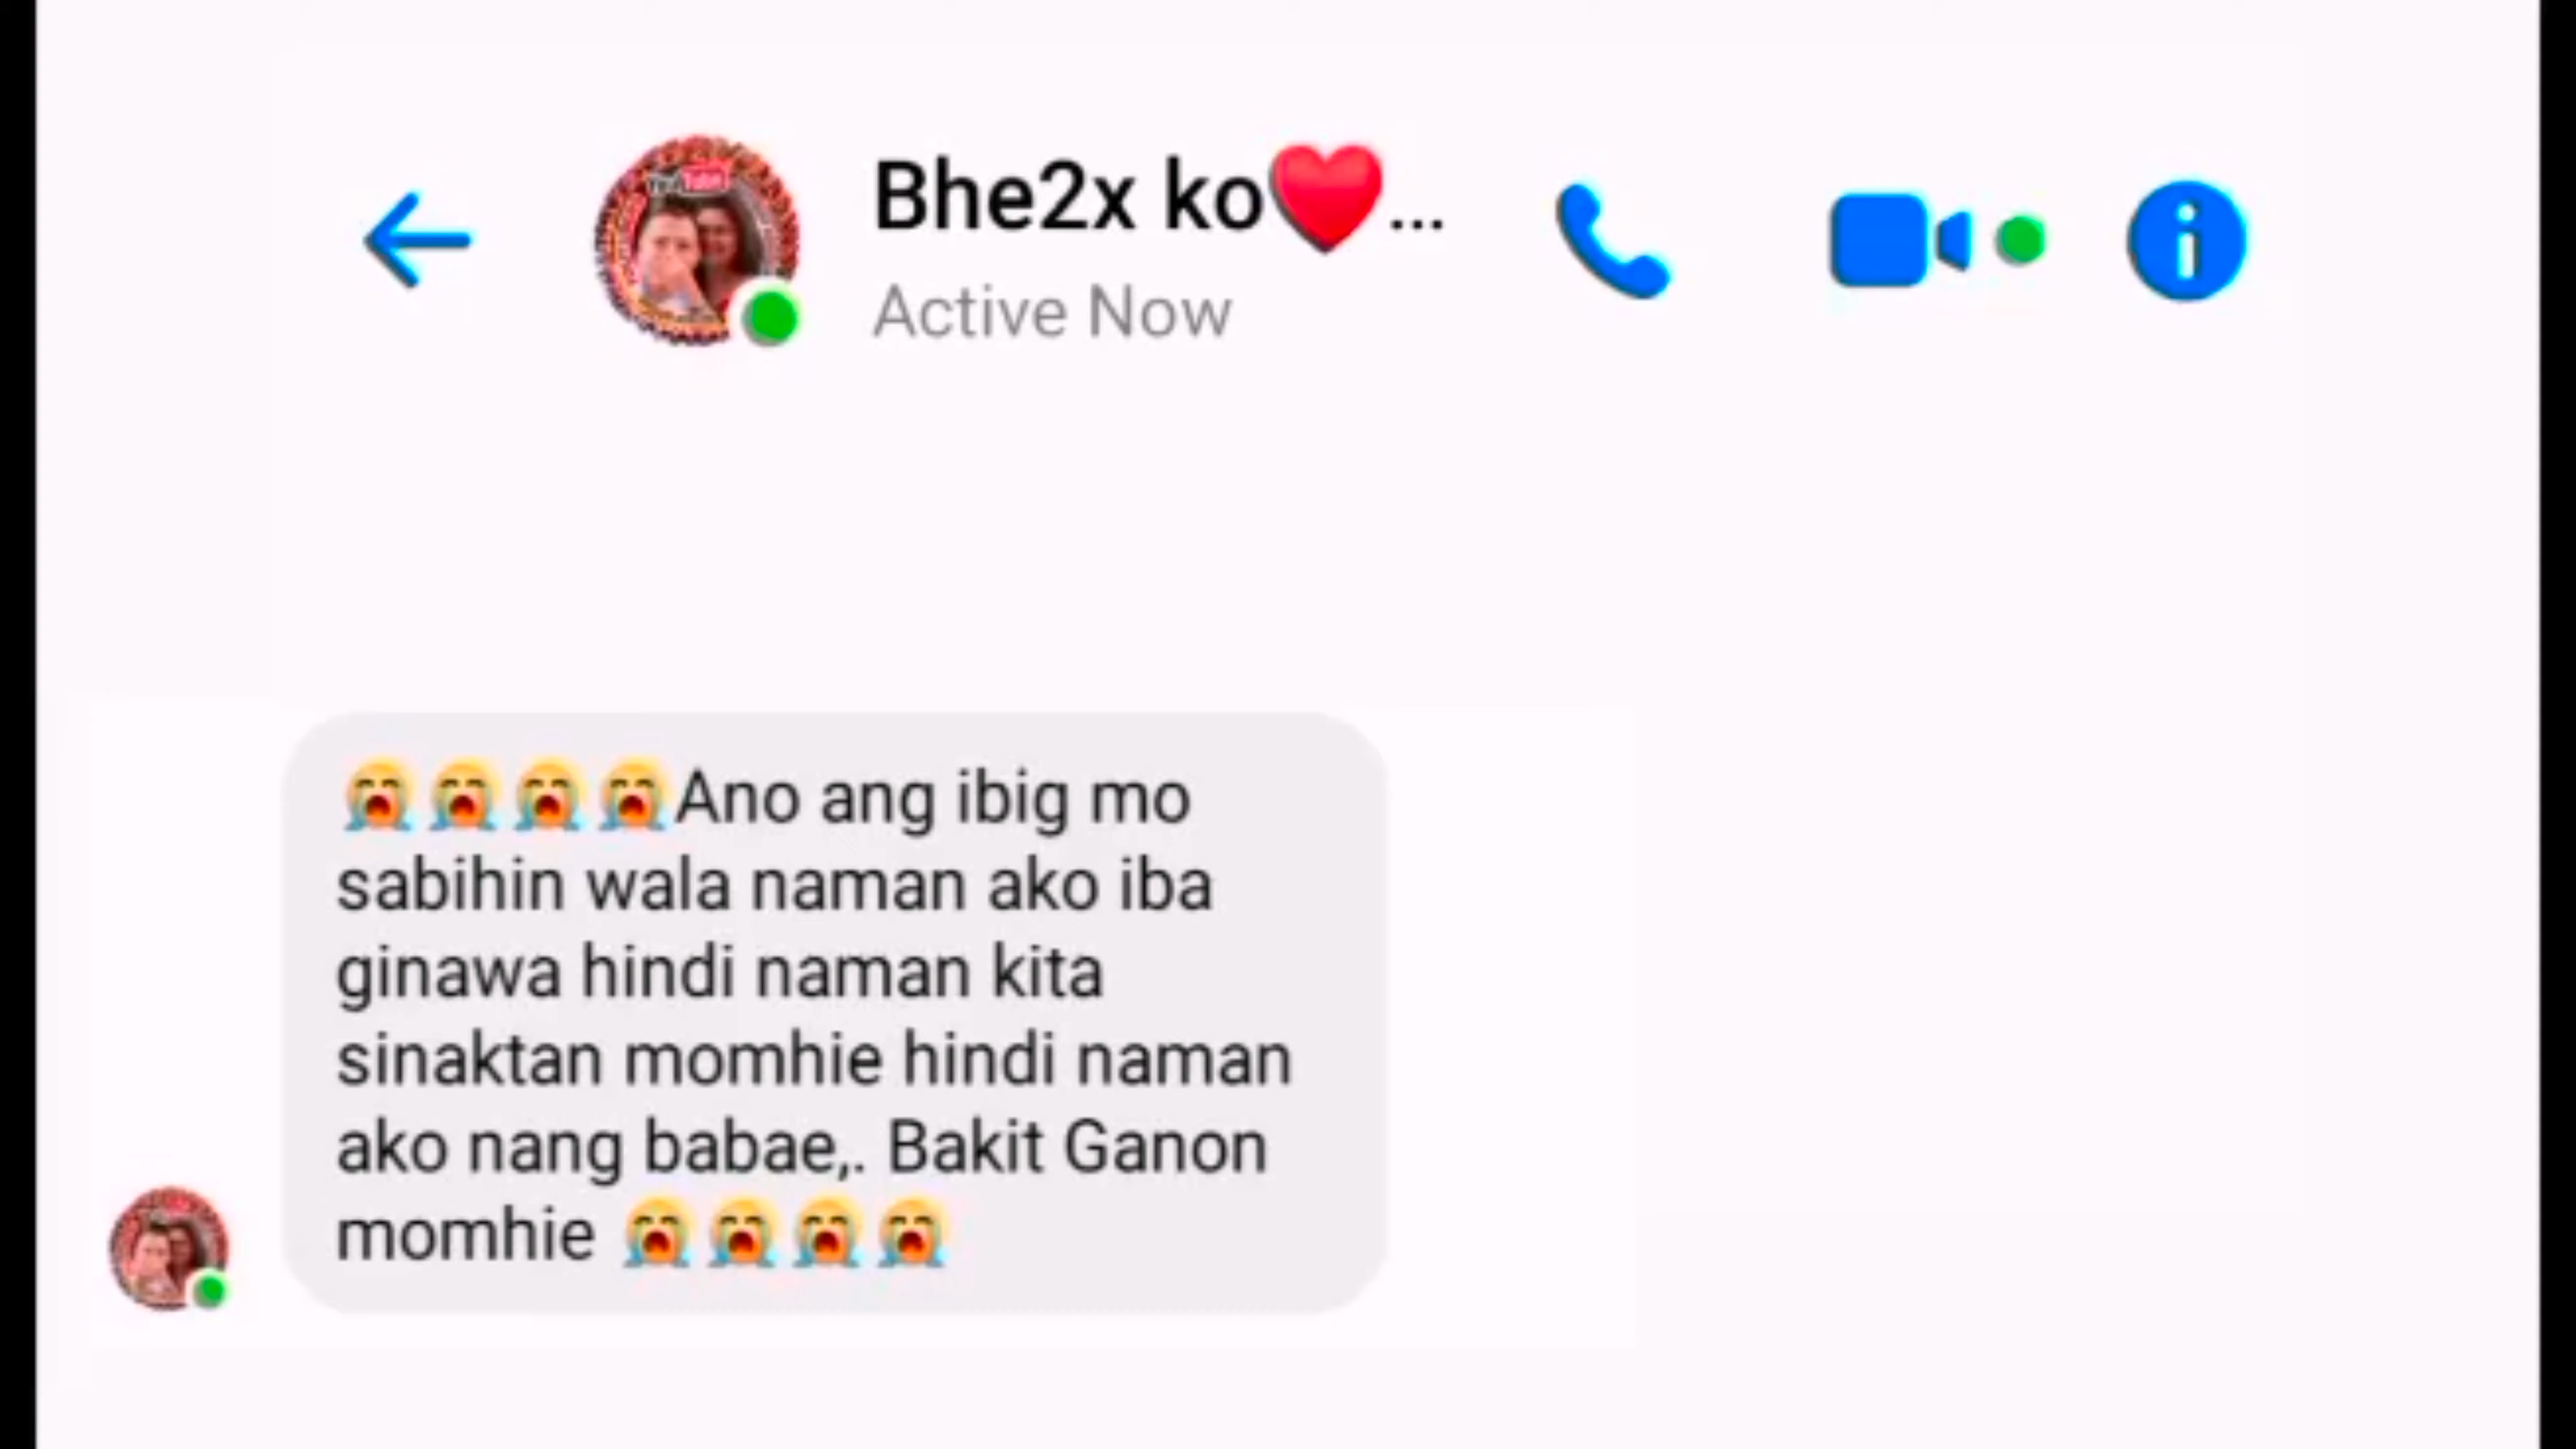 Bhe2x ko❤️...
Active Now
😭😭😭😭Ano ang ibig mo
sabihin wala naman ako iba
ginawa hindi naman kita
sinaktan momhie hindi naman
ako nang babae,. Bakit Ganon
momhie 😭😭😭😭